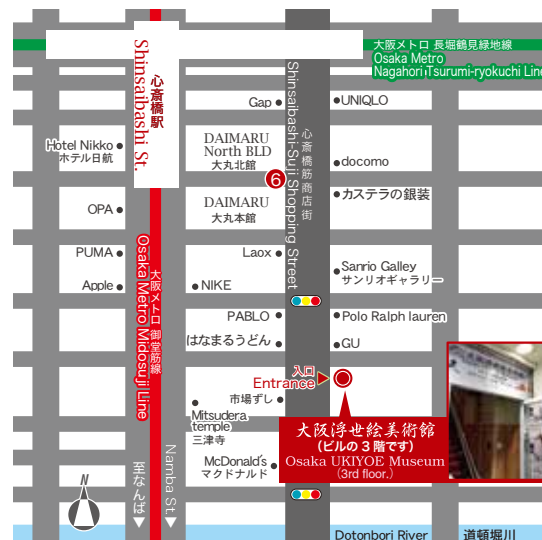 大阪メトロ 長堀鶴見緑地線
Osaka Metro
Nagahori Tsurumi-ryokuchi Line
心斎橋駅
Shinsaibashi St.
Gap
UNIQLO
Hotel Nikko
ホテル日航
DAIMARU
North BLD
大丸北館
docomo
6
Shinsaibashi-Suji Shopping Street
心斎橋筋商店街
OPA
DAIMARU
大丸本館
カステラの銀装
PUMA
Laox
Sanrio Galley
サンリオギャラリー
Apple
NIKE
大阪メトロ 御堂筋線
Osaka Metro Midosuji Line
PABLO
Polo Ralph lauren
はなまるうどん
GU
入口
Entrance
市場ずし
Mitsudera
temple
三津寺
大阪浮世絵美術館
(ビルの3階です)
Osaka UKIYOE Museum
(3rd floor.)
McDonald's
マクドナルド
N
至なんば
Namba St.
Dotonbori River
道頓堀川